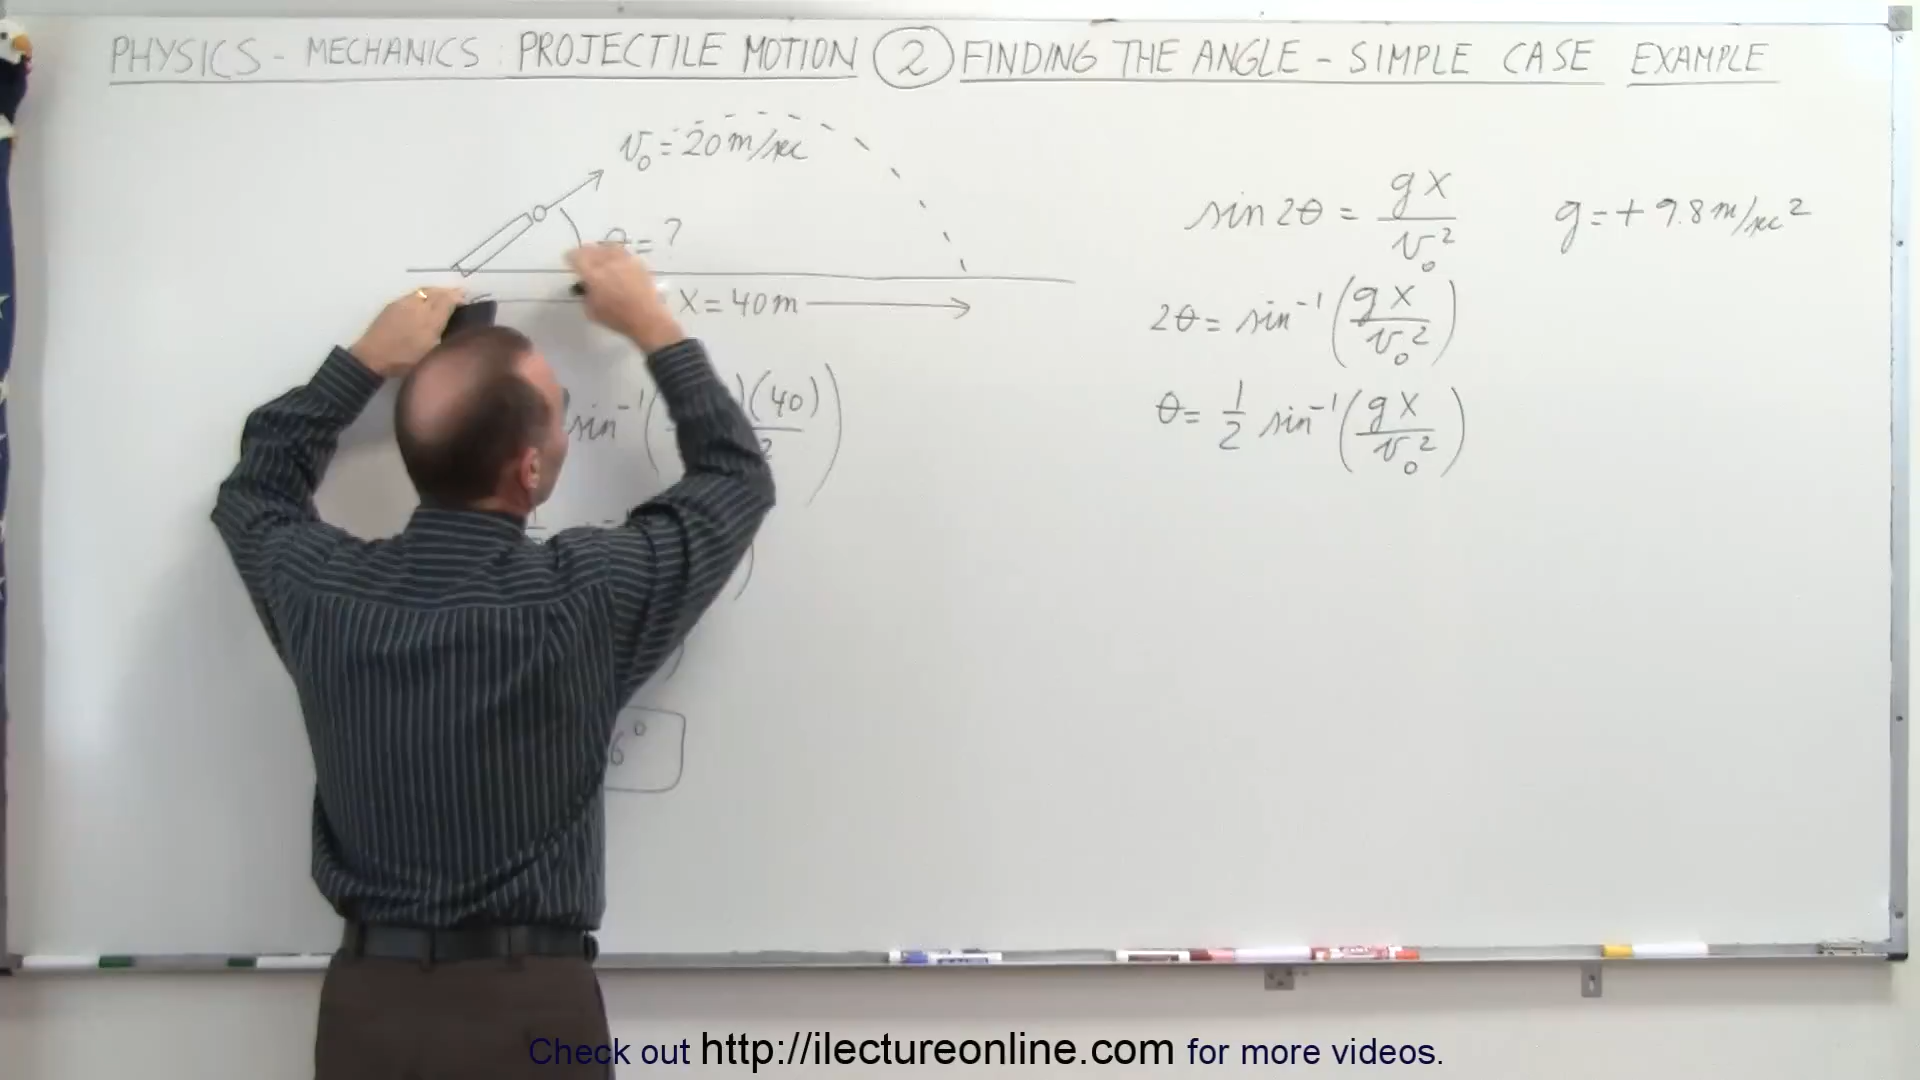 PHYSICS - MECHANICS : PROJECTILE MOTION ② FINDING THE ANGLE - SIMPLE CASE EXAMPLE
v₀ = 20 m/sec
θ = ?
X = 40 m
sin⁻¹( )(40)
2
6°
sin 2θ = gX/v₀² g = + 9.8 m/sec²
2θ = sin⁻¹(gX/v₀²)
θ = 1/2 sin⁻¹(gX/v₀²)
Check out http://ilectureonline.com for more videos.